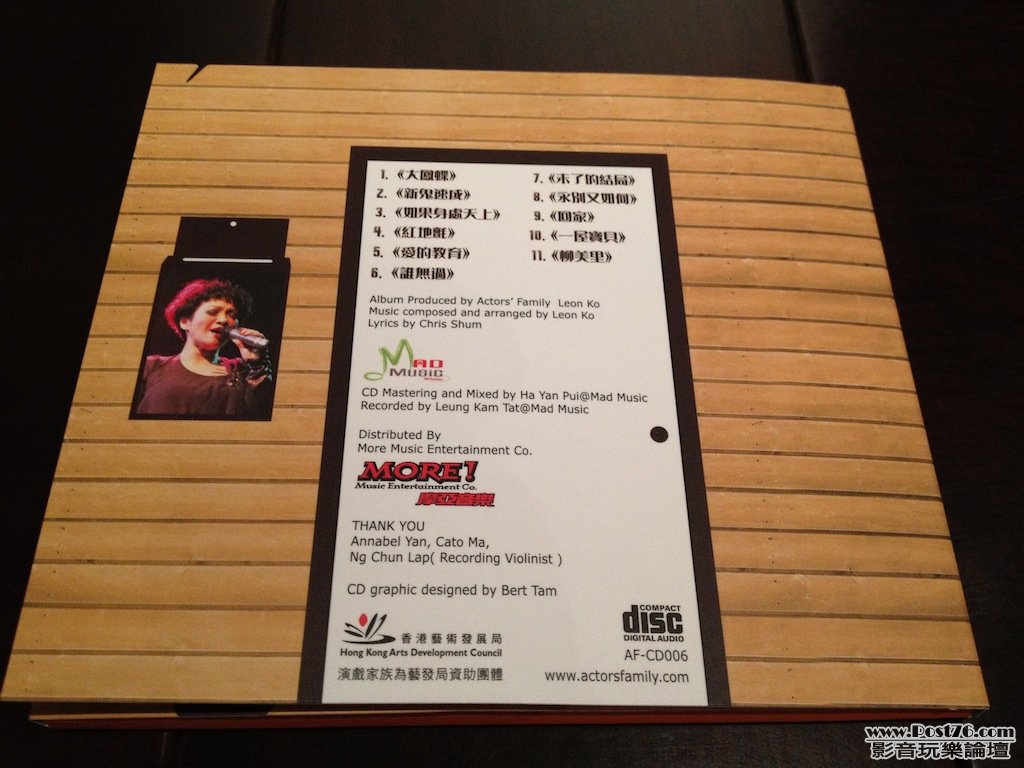 1. 《大鳳蝶》
2. 《新鬼速成》
3. 《如果身處天上》
4. 《紅地氈》
5. 《愛的教育》
6. 《誰無過》
7. 《未了的結局》
8. 《永別又如何》
9. 《回家》
10. 《一屋寶貝》
11. 《柳美里》
Album Produced by Actors' Family Leon Ko
Music composed and arranged by Leon Ko
Lyrics by Chris Shum
MAD
MUSIC
CD Mastering and Mixed by Ha Yan Pui@Mad Music
Recorded by Leung Kam Tat@Mad Music
Distributed By
More Music Entertainment Co.
MORE!
Music Entertainment Co.
摩亞音樂
THANK YOU
Annabel Yan, Cato Ma,
Ng Chun Lap( Recording Violinist )
CD graphic designed by Bert Tam
香港藝術發展局
Hong Kong Arts Development Council
演戲家族為藝發局資助團體
COMPACT
disc
DIGITAL AUDIO
AF-CD006
www.actorsfamily.com
www.Post76.com
影音玩樂論壇